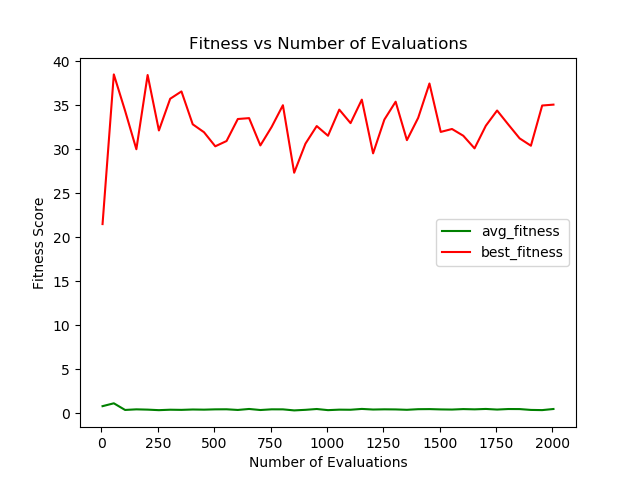 Fitness vs Number of Evaluations
40
35
30
25
20
15
10
5
0
Fitness Score
avg_fitness
best_fitness
0 250 500 750 1000 1250 1500 1750 2000
Number of Evaluations